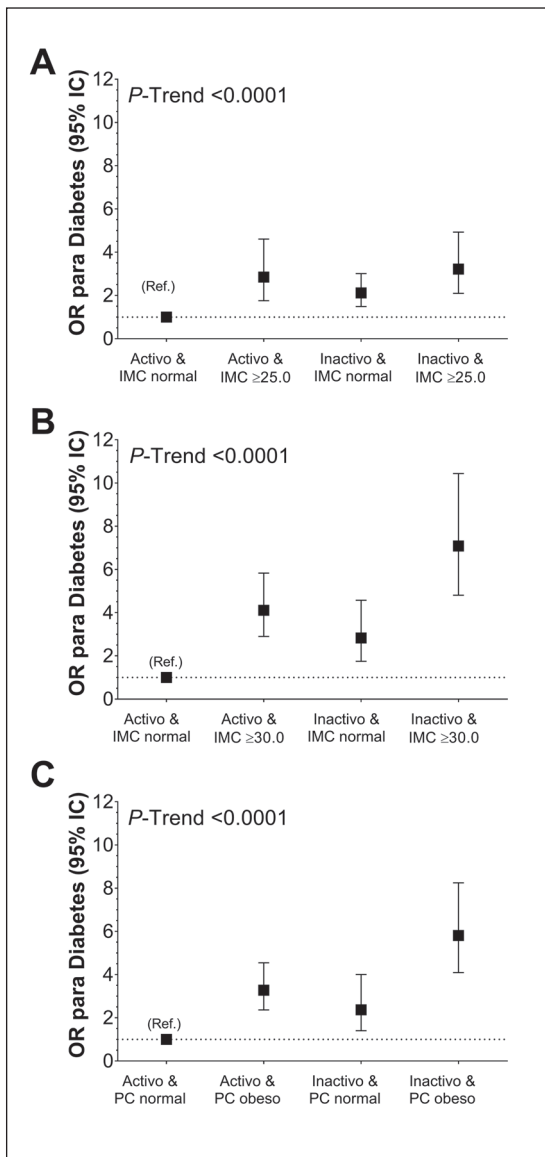 A
OR para Diabetes (95% IC)
P-Trend <0.0001
12
10
8
6
4
2
0
(Ref.)
Activo &
IMC normal
Activo &
IMC ≥25.0
Inactivo &
IMC normal
Inactivo &
IMC ≥25.0
B
OR para Diabetes (95% IC)
P-Trend <0.0001
12
10
8
6
4
2
0
(Ref.)
Activo &
IMC normal
Activo &
IMC ≥30.0
Inactivo &
IMC normal
Inactivo &
IMC ≥30.0
C
OR para Diabetes (95% IC)
P-Trend <0.0001
12
10
8
6
4
2
0
(Ref.)
Activo &
PC normal
Activo &
PC obeso
Inactivo &
PC normal
Inactivo &
PC obeso